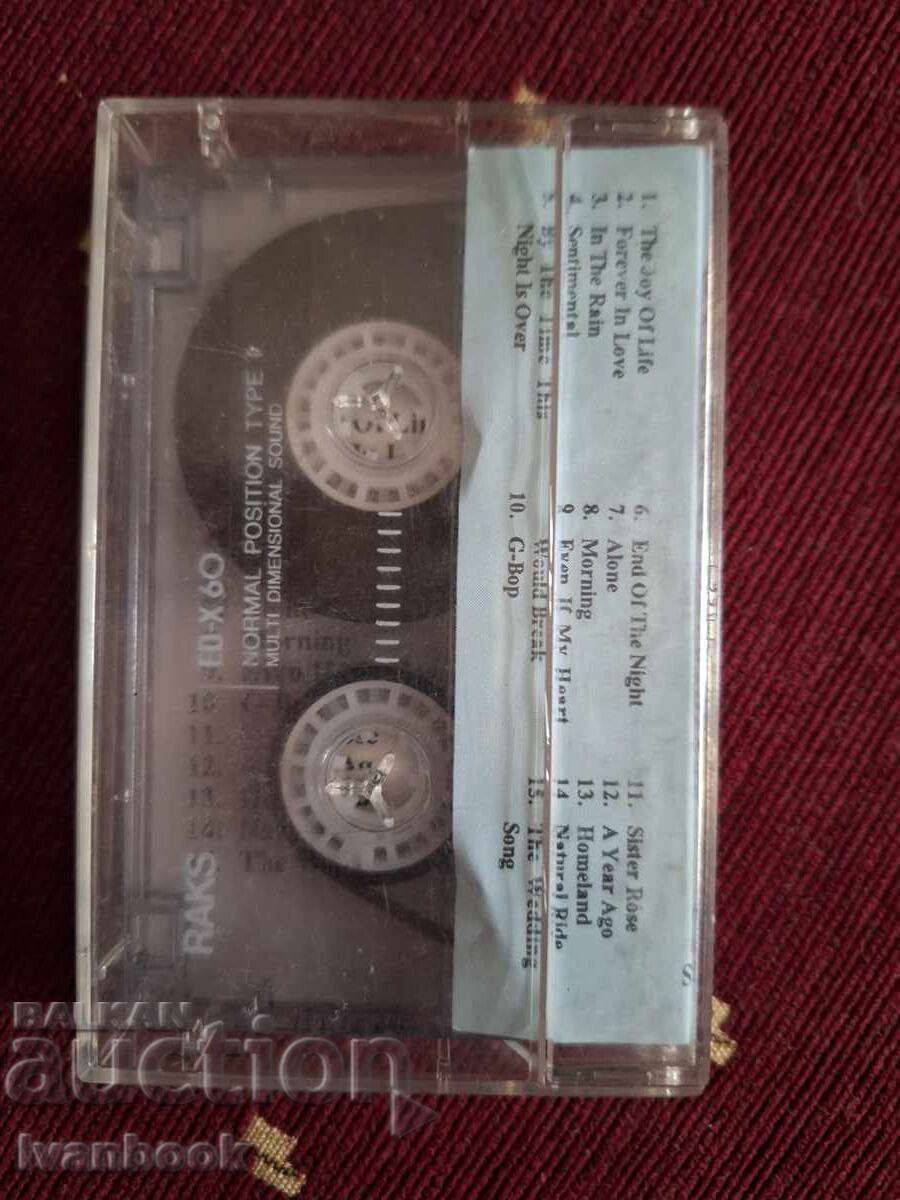 1. The Joy Of Life
2. Forever In Love
3. In The Rain
4. Sentimental
5. By The Time This
Night Is Over
6. End Of The Night
7. Alone
8. Morning
9. Even If My Heart
Would Break
10. G-Bop
11. Sister Rose
12. A Year Ago
13. Homeland
14. Natural Ride
15. The Wedding
Song
NORMAL POSITION TYPE I
MULTI DIMENSIONAL SOUND
RAKS ED-X 60
BALKAN
auction
Ivanbook